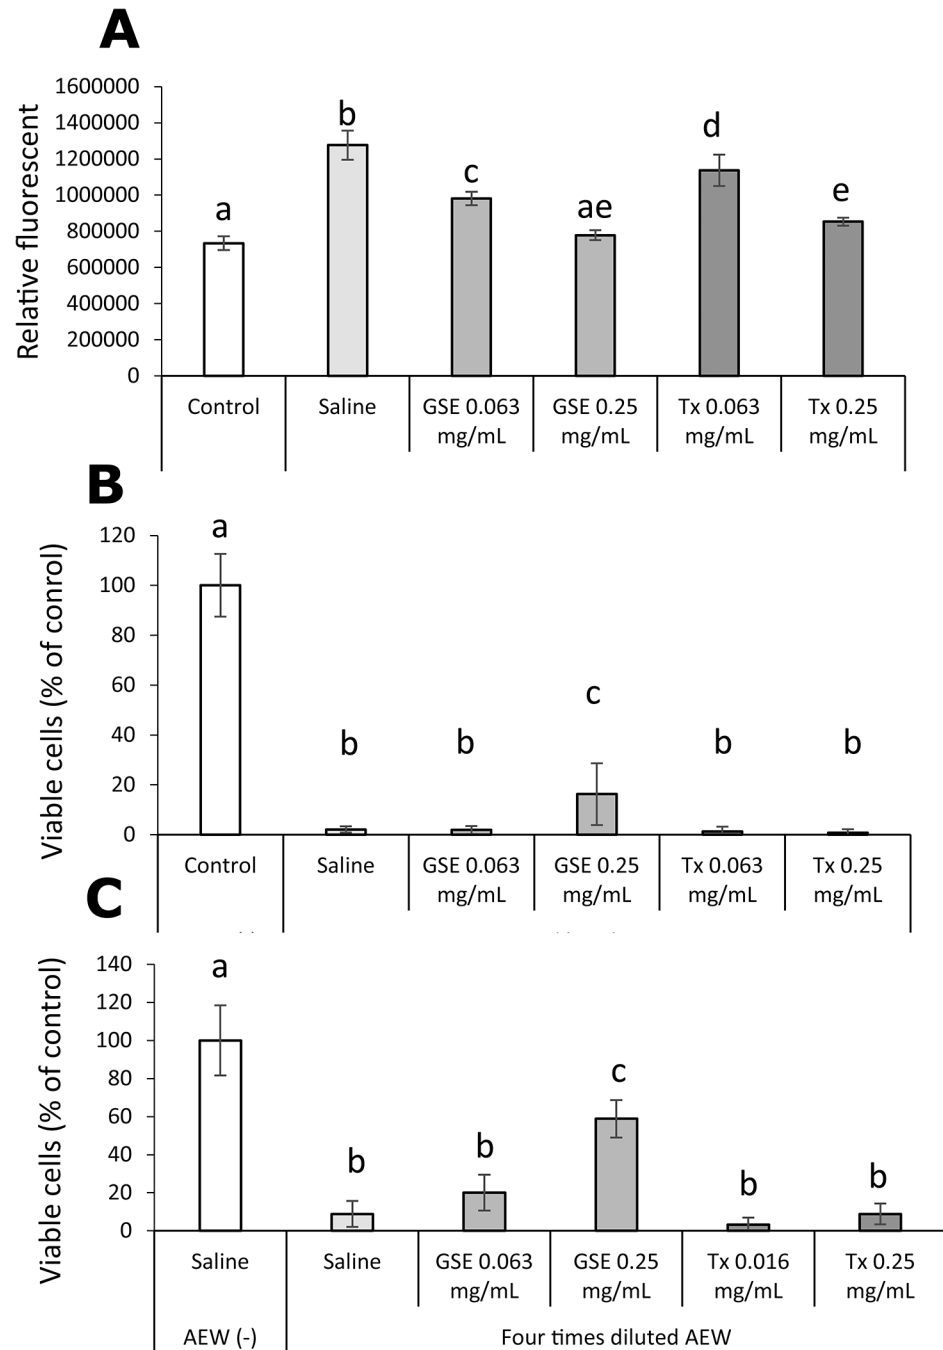 A
Relative fluorescent
1600000
1400000
1200000
1000000
800000
600000
400000
200000
0
a
b
c
ae
d
e
Control
Saline
GSE 0.063
mg/mL
GSE 0.25
mg/mL
Tx 0.063
mg/mL
Tx 0.25
mg/mL
B
Viable cells (% of conrol)
120
100
80
60
40
20
0
a
b
b
c
b
b
Control
Saline
GSE 0.063
mg/mL
GSE 0.25
mg/mL
Tx 0.063
mg/mL
Tx 0.25
mg/mL
C
Viable cells (% of control)
140
120
100
80
60
40
20
0
a
b
b
c
b
b
Saline
Saline
GSE 0.063
mg/mL
GSE 0.25
mg/mL
Tx 0.016
mg/mL
Tx 0.25
mg/mL
AEW (-)
Four times diluted AEW